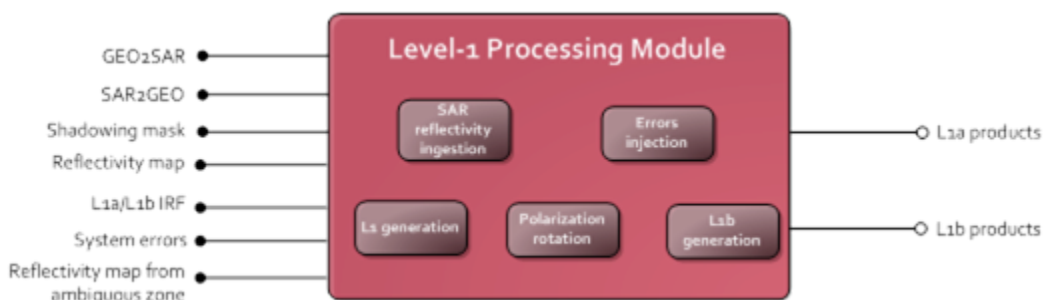 Level-1 Processing Module
GEO2SAR
SAR2GEO
Shadowing mask
Reflectivity map
L1a/L1b IRF
System errors
Reflectivity map from
ambiguous zone
SAR
reflectivity
ingestion
Errors
injection
L1 generation
Polarization
rotation
L1b
generation
L1a products
L1b products